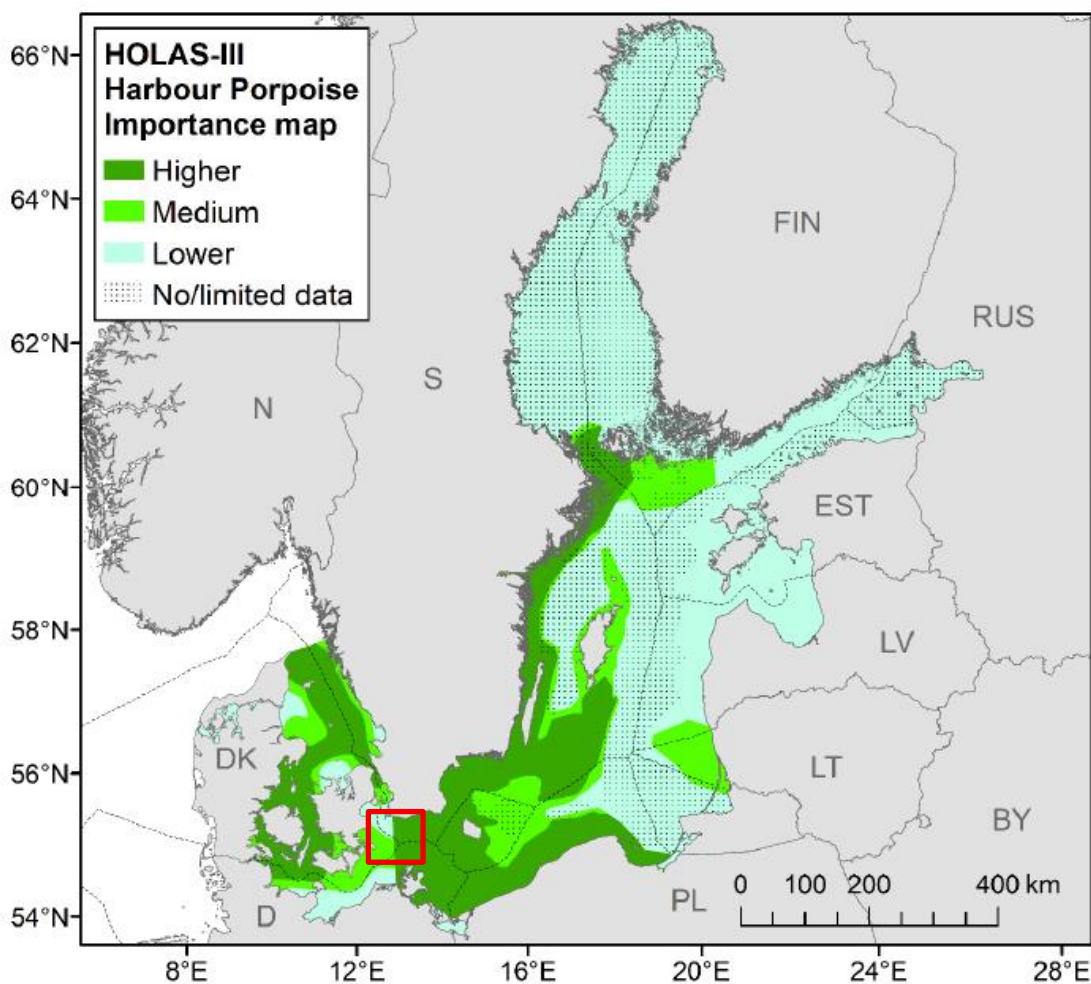 HOLAS-III
Harbour Porpoise
Importance map
Higher
Medium
Lower
No/limited data
66°N
64°N
62°N
60°N
58°N
56°N
54°N
FIN
RUS
S
N
EST
LV
DK
LT
BY
D
PL
0 100 200 400 km
8°E 12°E 16°E 20°E 24°E 28°E